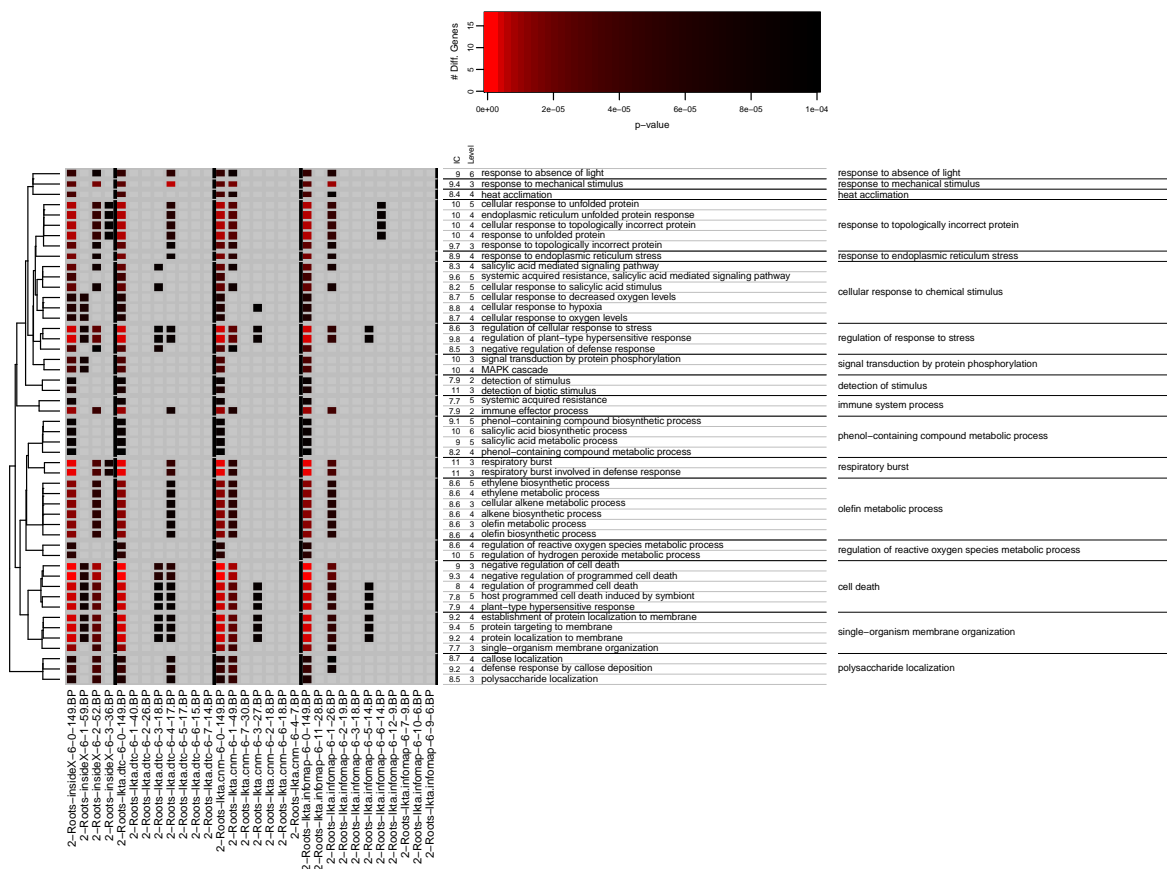 # Diff. Genes
0 5 10 15
0e+00 2e-05 4e-05 6e-05 8e-05 1e-04
p-value
IC Level
9 6 response to absence of light response to absence of light
9.4 3 response to mechanical stimulus response to mechanical stimulus
8.4 4 heat acclimation heat acclimation
10 5 cellular response to unfolded protein
10 4 endoplasmic reticulum unfolded protein response
10 4 cellular response to topologically incorrect protein response to topologically incorrect protein
10 4 response to unfolded protein
9.7 3 response to topologically incorrect protein
8.9 4 response to endoplasmic reticulum stress response to endoplasmic reticulum stress
8.3 4 salicylic acid mediated signaling pathway
9.6 5 systemic acquired resistance, salicylic acid mediated signaling pathway
8.2 5 cellular response to salicylic acid stimulus cellular response to chemical stimulus
8.7 5 cellular response to decreased oxygen levels
8.8 4 cellular response to hypoxia
8.7 4 cellular response to oxygen levels
8.6 3 regulation of cellular response to stress
9.8 4 regulation of plant-type hypersensitive response regulation of response to stress
8.5 3 negative regulation of defense response
10 3 signal transduction by protein phosphorylation signal transduction by protein phosphorylation
10 4 MAPK cascade
7.9 2 detection of stimulus detection of stimulus
11 3 detection of biotic stimulus
7.7 5 systemic acquired resistance immune system process
7.9 2 immune effector process
9.1 5 phenol-containing compound biosynthetic process
10 6 salicylic acid biosynthetic process phenol-containing compound metabolic process
9 5 salicylic acid metabolic process
8.2 4 phenol-containing compound metabolic process
11 3 respiratory burst respiratory burst
11 3 respiratory burst involved in defense response
8.6 5 ethylene biosynthetic process
8.6 4 ethylene metabolic process
8.6 3 cellular alkene metabolic process olefin metabolic process
8.6 4 alkene biosynthetic process
8.6 3 olefin metabolic process
8.6 4 olefin biosynthetic process
8.6 4 regulation of reactive oxygen species metabolic process regulation of reactive oxygen species metabolic process
10 5 regulation of hydrogen peroxide metabolic process
9 3 negative regulation of cell death
9.3 4 negative regulation of programmed cell death
8 4 regulation of programmed cell death cell death
7.8 5 host programmed cell death induced by symbiont
7.9 4 plant-type hypersensitive response
9.2 4 establishment of protein localization to membrane
9.4 5 protein targeting to membrane single-organism membrane organization
9.2 4 protein localization to membrane
7.7 3 single-organism membrane organization
8.7 4 callose localization
9.2 4 defense response by callose deposition polysaccharide localization
8.5 3 polysaccharide localization
2-Roots-insideX-6-0-149.BP
2-Roots-insideX-6-1-59.BP
2-Roots-insideX-6-2-52.BP
2-Roots-insideX-6-3-36.BP
2-Roots-lkta.dtc-6-0-149.BP
2-Roots-lkta.dtc-6-1-40.BP
2-Roots-lkta.dtc-6-2-26.BP
2-Roots-lkta.dtc-6-3-18.BP
2-Roots-lkta.dtc-6-4-17.BP
2-Roots-lkta.dtc-6-5-17.BP
2-Roots-lkta.dtc-6-6-15.BP
2-Roots-lkta.dtc-6-7-14.BP
2-Roots-lkta.cnm-6-0-149.BP
2-Roots-lkta.cnm-6-1-49.BP
2-Roots-lkta.cnm-6-7-30.BP
2-Roots-lkta.cnm-6-3-27.BP
2-Roots-lkta.cnm-6-2-18.BP
2-Roots-lkta.cnm-6-6-18.BP
2-Roots-lkta.cnm-6-4-7.BP
2-Roots-lkta.infomap-6-0-149.BP
2-Roots-lkta.infomap-6-11-28.BP
2-Roots-lkta.infomap-6-1-26.BP
2-Roots-lkta.infomap-6-2-19.BP
2-Roots-lkta.infomap-6-3-18.BP
2-Roots-lkta.infomap-6-5-14.BP
2-Roots-lkta.infomap-6-6-14.BP
2-Roots-lkta.infomap-6-12-9.BP
2-Roots-lkta.infomap-6-7-9.BP
2-Roots-lkta.infomap-6-10-6.BP
2-Roots-lkta.infomap-6-9-6.BP